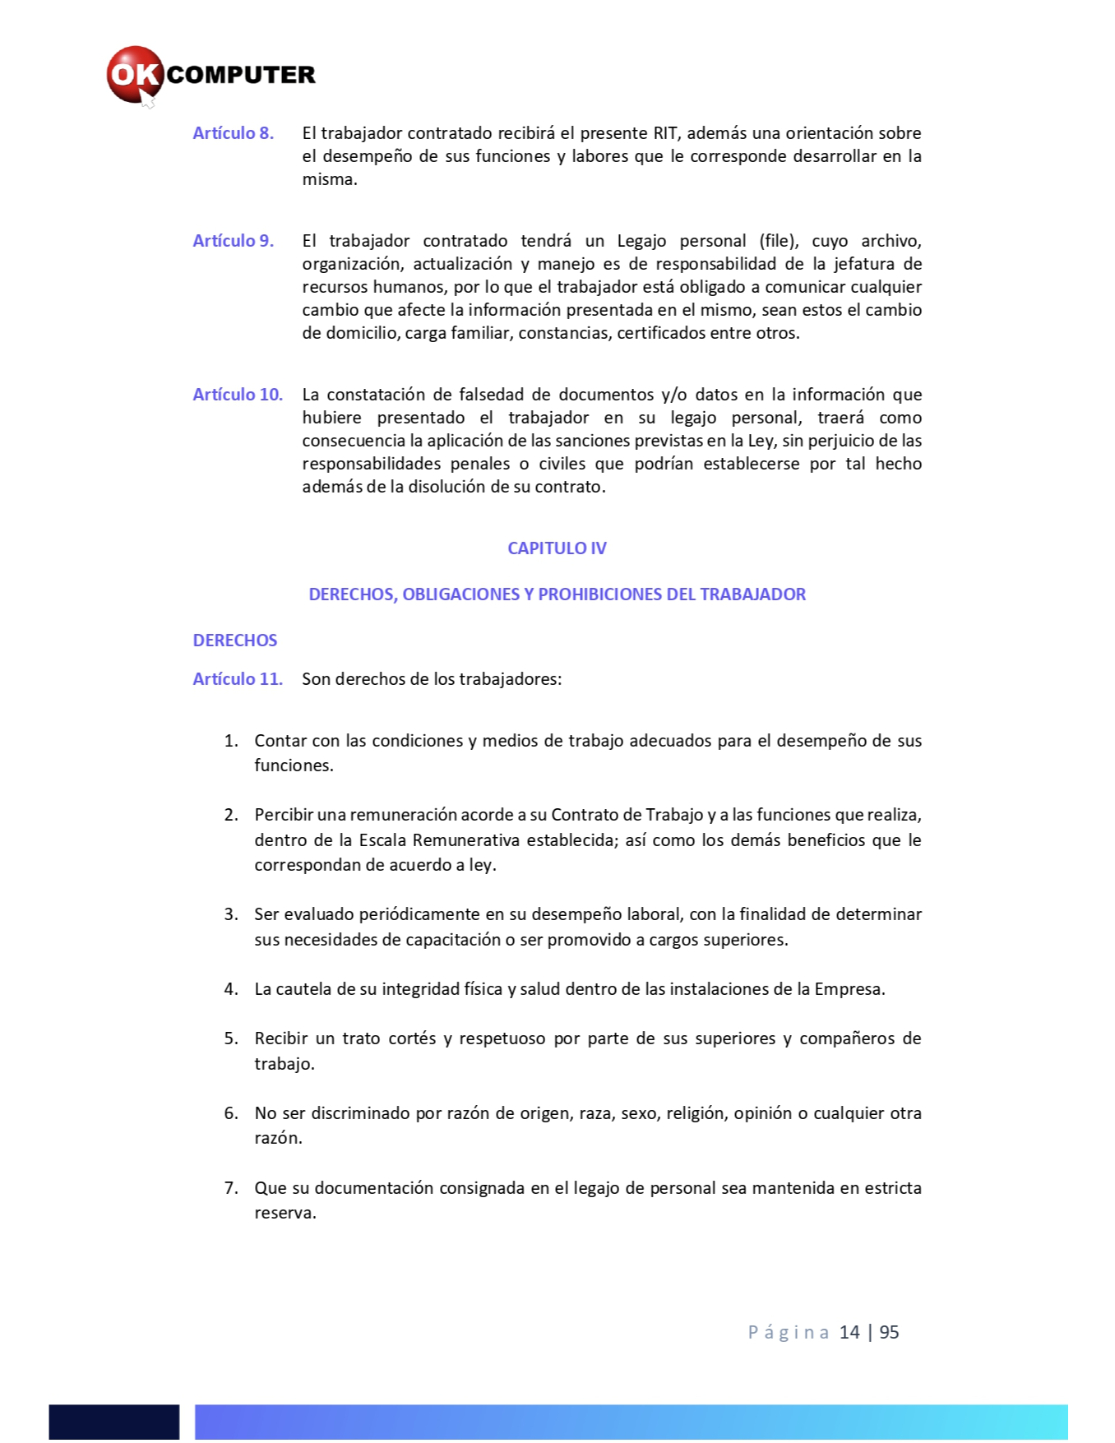 OK COMPUTER
Artículo 8. El trabajador contratado recibirá el presente RIT, además una orientación sobre
el desempeño de sus funciones y labores que le corresponde desarrollar en la
misma.
Artículo 9. El trabajador contratado tendrá un Legajo personal (file), cuyo archivo,
organización, actualización y manejo es de responsabilidad de la jefatura de
recursos humanos, por lo que el trabajador está obligado a comunicar cualquier
cambio que afecte la información presentada en el mismo, sean estos el cambio
de domicilio, carga familiar, constancias, certificados entre otros.
Artículo 10. La constatación de falsedad de documentos y/o datos en la información que
hubiere presentado el trabajador en su legajo personal, traerá como
consecuencia la aplicación de las sanciones previstas en la Ley, sin perjuicio de las
responsabilidades penales o civiles que podrían establecerse por tal hecho
además de la disolución de su contrato.
CAPITULO IV
DERECHOS, OBLIGACIONES Y PROHIBICIONES DEL TRABAJADOR
DERECHOS
Artículo 11. Son derechos de los trabajadores:
1. Contar con las condiciones y medios de trabajo adecuados para el desempeño de sus
funciones.
2. Percibir una remuneración acorde a su Contrato de Trabajo y a las funciones que realiza,
dentro de la Escala Remunerativa establecida; así como los demás beneficios que le
correspondan de acuerdo a ley.
3. Ser evaluado periódicamente en su desempeño laboral, con la finalidad de determinar
sus necesidades de capacitación o ser promovido a cargos superiores.
4. La cautela de su integridad física y salud dentro de las instalaciones de la Empresa.
5. Recibir un trato cortés y respetuoso por parte de sus superiores y compañeros de
trabajo.
6. No ser discriminado por razón de origen, raza, sexo, religión, opinión o cualquier otra
razón.
7. Que su documentación consignada en el legajo de personal sea mantenida en estricta
reserva.
Página 14 | 95